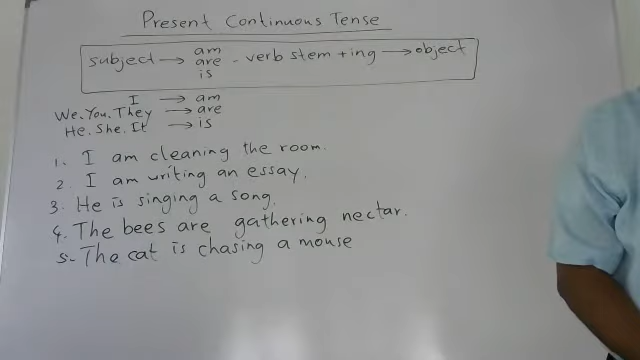 Present Continuous Tense
am
subject → are - verb stem + ing → object
is
I → am
We. You. They → are
He. She. It → is
1. I am cleaning the room.
2. I am writing an essay.
3. He is singing a song.
4. The bees are gathering nectar.
5. The cat is chasing a mouse